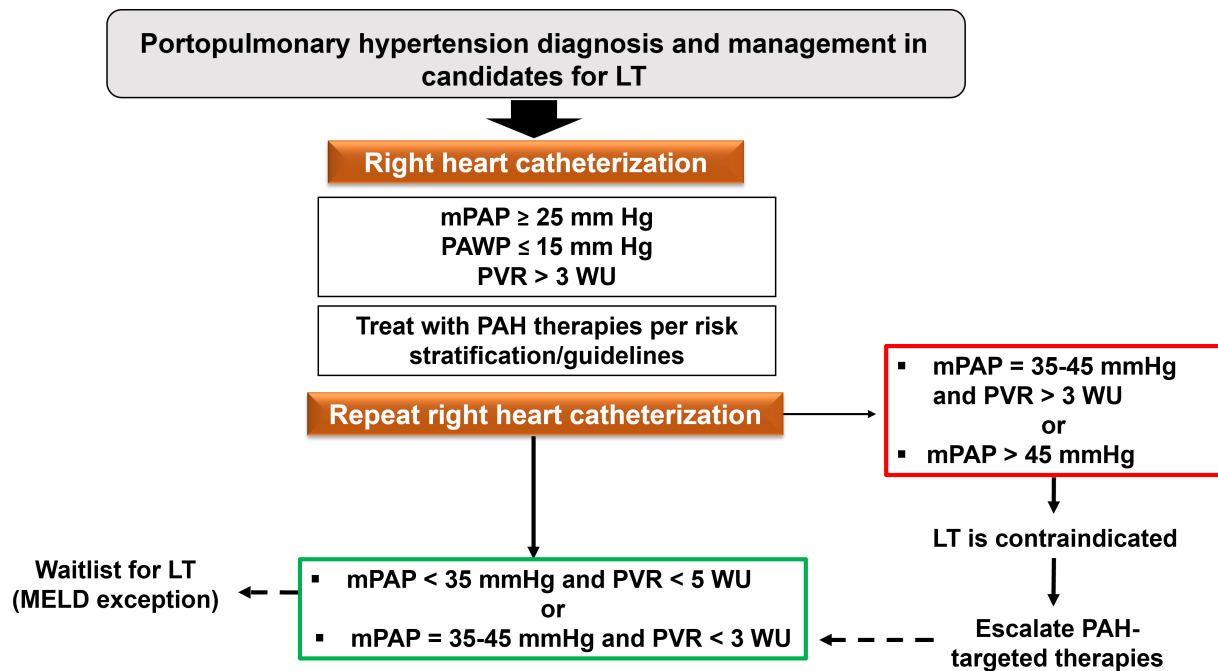 Portopulmonary hypertension diagnosis and management in
candidates for LT
Right heart catheterization
mPAP ≥ 25 mm Hg
PAWP ≤ 15 mm Hg
PVR > 3 WU
Treat with PAH therapies per risk
stratification/guidelines
Repeat right heart catheterization
▪ mPAP = 35-45 mmHg
and PVR > 3 WU
or
▪ mPAP > 45 mmHg
LT is contraindicated
Escalate PAH-
targeted therapies
▪ mPAP < 35 mmHg and PVR < 5 WU
or
▪ mPAP = 35-45 mmHg and PVR < 3 WU
Waitlist for LT
(MELD exception)